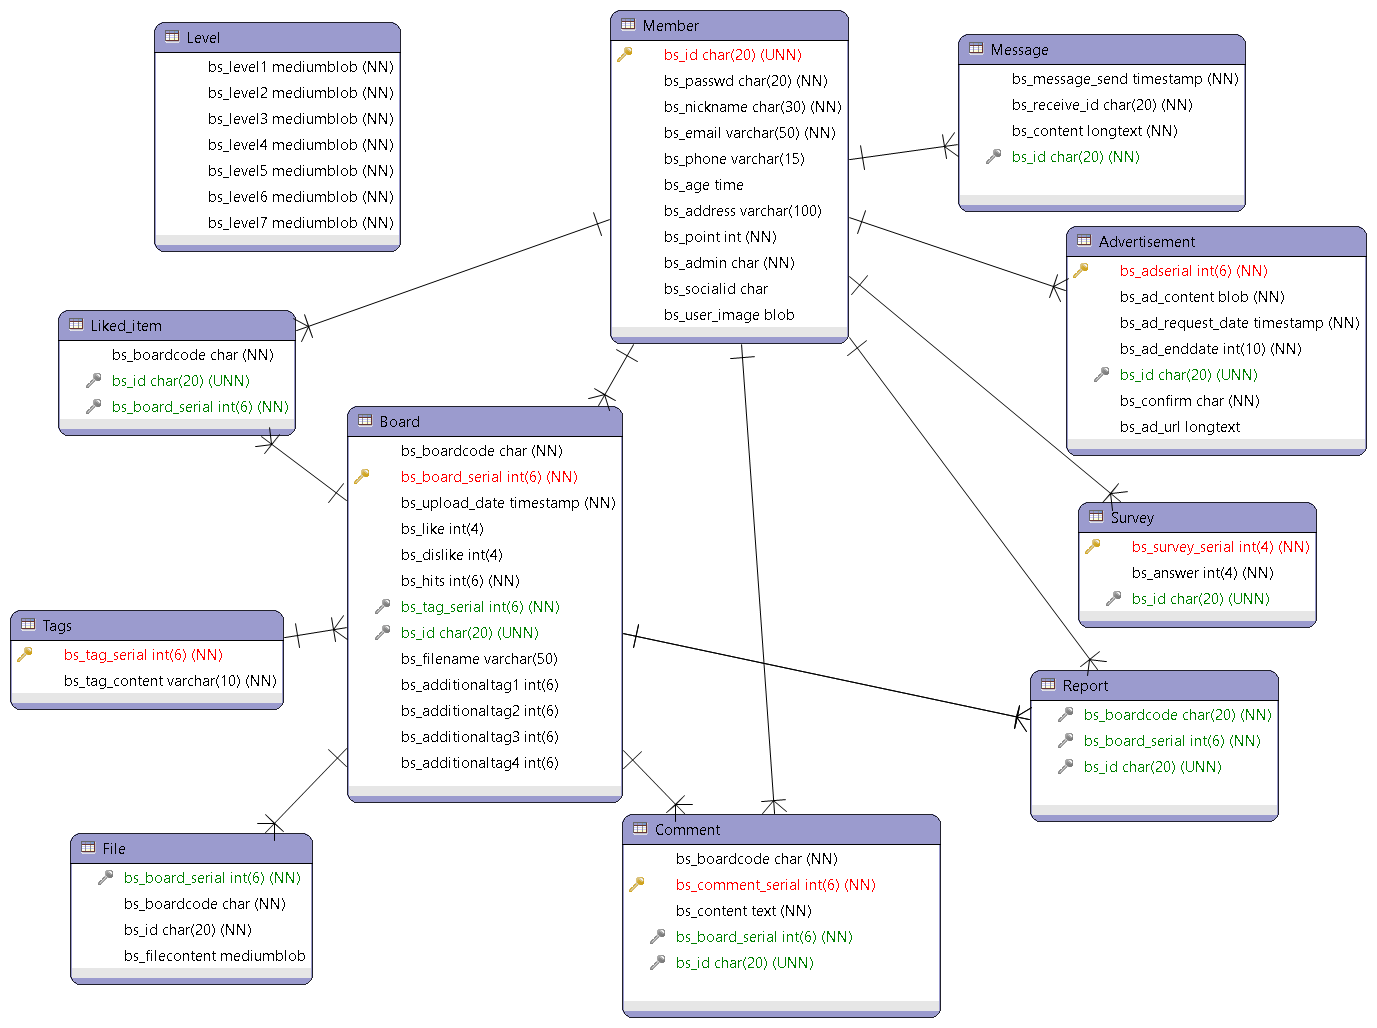 Level
bs_level1 mediumblob (NN)
bs_level2 mediumblob (NN)
bs_level3 mediumblob (NN)
bs_level4 mediumblob (NN)
bs_level5 mediumblob (NN)
bs_level6 mediumblob (NN)
bs_level7 mediumblob (NN)
Member
bs_id char(20) (UNN)
bs_passwd char(20) (NN)
bs_nickname char(30) (NN)
bs_email varchar(50) (NN)
bs_phone varchar(15)
bs_age time
bs_address varchar(100)
bs_point int (NN)
bs_admin char (NN)
bs_socialid char
bs_user_image blob
Message
bs_message_send timestamp (NN)
bs_receive_id char(20) (NN)
bs_content longtext (NN)
bs_id char(20) (NN)
Advertisement
bs_adserial int(6) (NN)
bs_ad_content blob (NN)
bs_ad_request_date timestamp (NN)
bs_ad_enddate int(10) (NN)
bs_id char(20) (UNN)
bs_confirm char (NN)
bs_ad_url longtext
Liked_item
bs_boardcode char (NN)
bs_id char(20) (UNN)
bs_board_serial int(6) (NN)
Board
bs_boardcode char (NN)
bs_board_serial int(6) (NN)
bs_upload_date timestamp (NN)
bs_like int(4)
bs_dislike int(4)
bs_hits int(6) (NN)
bs_tag_serial int(6) (NN)
bs_id char(20) (UNN)
bs_filename varchar(50)
bs_additionaltag1 int(6)
bs_additionaltag2 int(6)
bs_additionaltag3 int(6)
bs_additionaltag4 int(6)
Survey
bs_survey_serial int(4) (NN)
bs_answer int(4) (NN)
bs_id char(20) (UNN)
Tags
bs_tag_serial int(6) (NN)
bs_tag_content varchar(10) (NN)
Report
bs_boardcode char(20) (NN)
bs_board_serial int(6) (NN)
bs_id char(20) (UNN)
File
bs_board_serial int(6) (NN)
bs_boardcode char (NN)
bs_id char(20) (NN)
bs_filecontent mediumblob
Comment
bs_boardcode char (NN)
bs_comment_serial int(6) (NN)
bs_content text (NN)
bs_board_serial int(6) (NN)
bs_id char(20) (UNN)